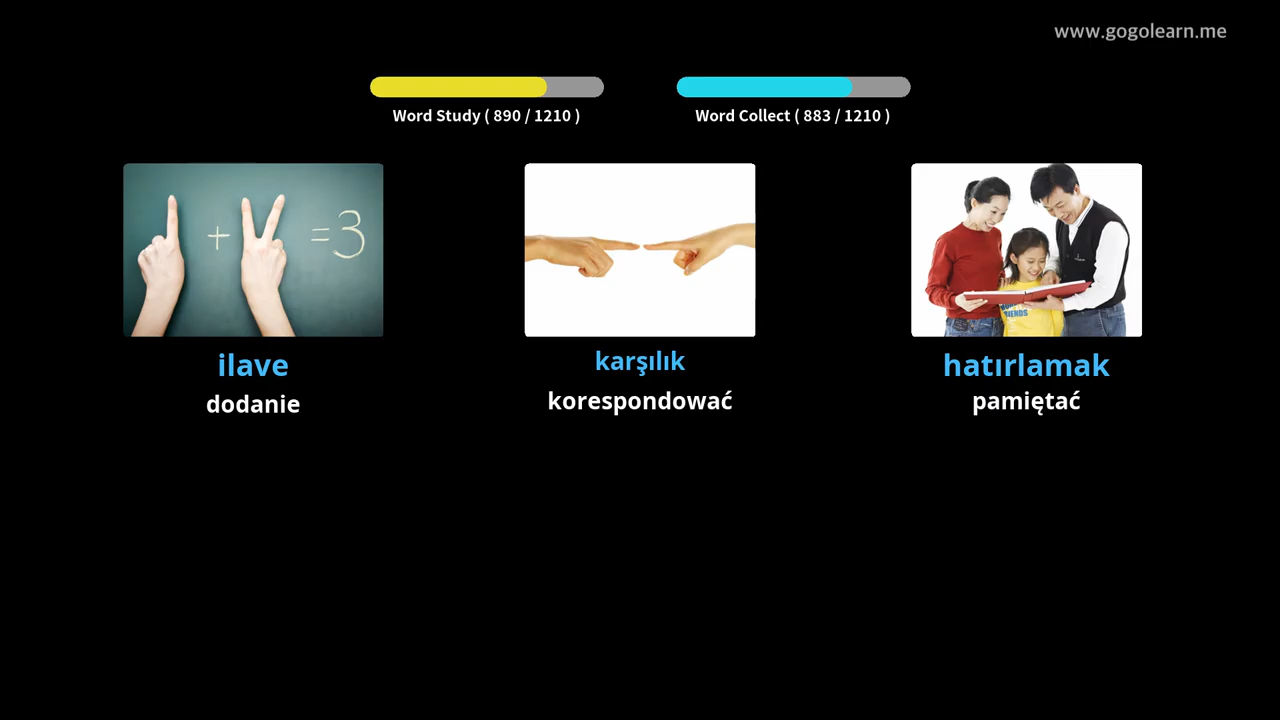 www.gogolearn.me
Word Study ( 890 / 1210 )
Word Collect ( 883 / 1210 )
+ =3
ilave
dodanie
karşılık
korespondować
hatırlamak
pamiętać